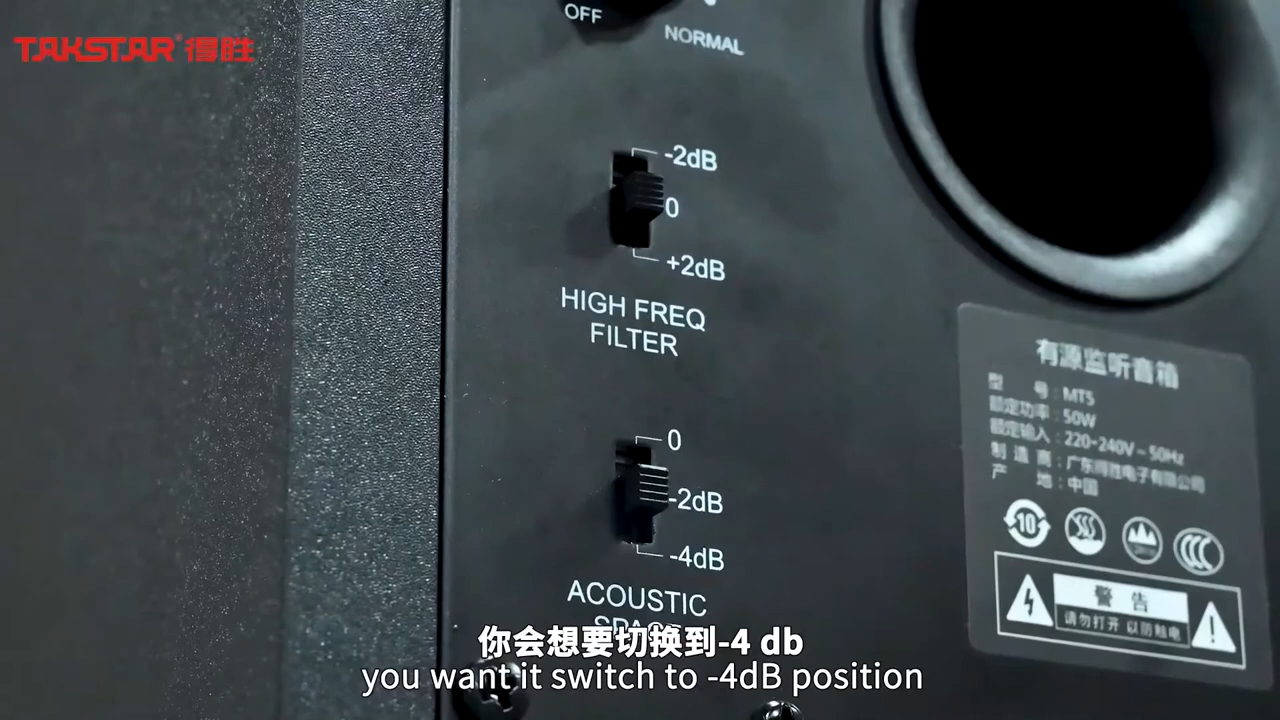 TAKSTAR 得胜
OFF
NORMAL
-2dB
0
+2dB
HIGH FREQ
FILTER
0
-2dB
-4dB
ACOUSTIC
SPACE
有源监听音箱
型 号:MT5
额定功率:50W
额定输入:220-240V~50Hz
制 造 商:广东得胜电子有限公司
产 地:中国
10
警 告
请勿打开 以防触电
你会想要切换到-4 db
you want it switch to -4dB position